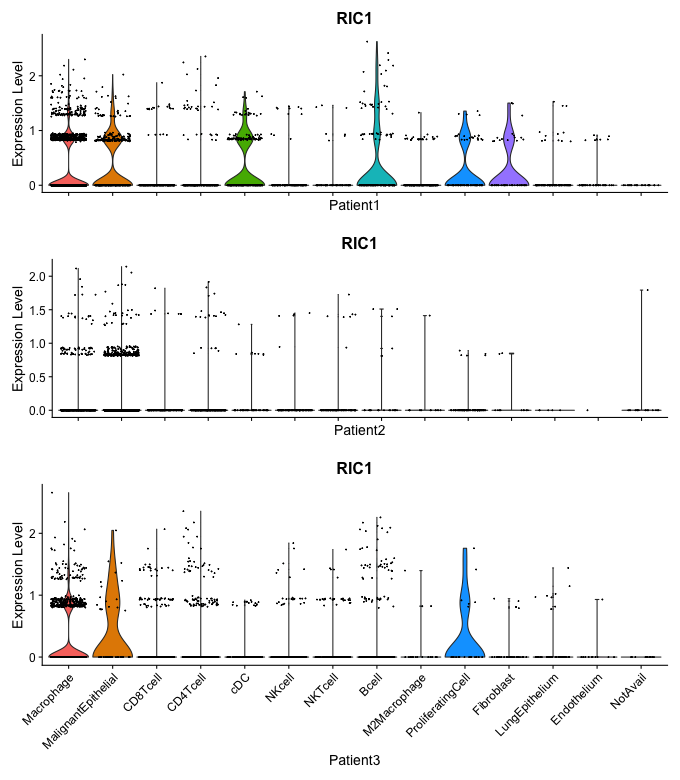 RIC1
Expression Level
2
1
0
Patient1
RIC1
Expression Level
2.0
1.5
1.0
0.5
0.0
Patient2
RIC1
Expression Level
2
1
0
Macrophage
MalignantEpithelial
CD8Tcell
CD4Tcell
cDC
NKcell
NKTcell
Bcell
M2Macrophage
ProliferatingCell
Fibroblast
LungEpithelium
Endothelium
NotAvail
Patient3